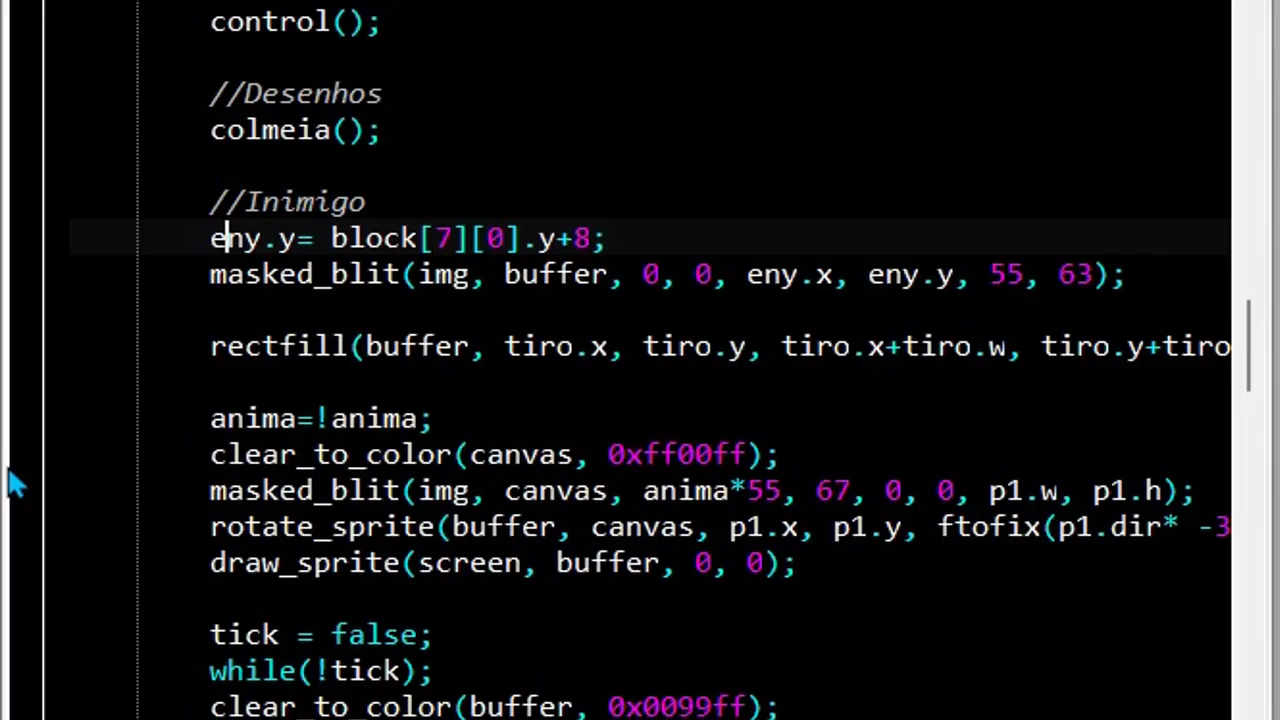 control();
//Desenhos
colmeia();
//Inimigo
eny.y= block[7][0].y+8;
masked_blit(img, buffer, 0, 0, eny.x, eny.y, 55, 63);
rectfill(buffer, tiro.x, tiro.y, tiro.x+tiro.w, tiro.y+tiro
anima=!anima;
clear_to_color(canvas, 0xff00ff);
masked_blit(img, canvas, anima*55, 67, 0, 0, p1.w, p1.h);
rotate_sprite(buffer, canvas, p1.x, p1.y, ftofix(p1.dir* -3
draw_sprite(screen, buffer, 0, 0);
tick = false;
while(!tick);
clear_to_color(buffer, 0x0099ff);